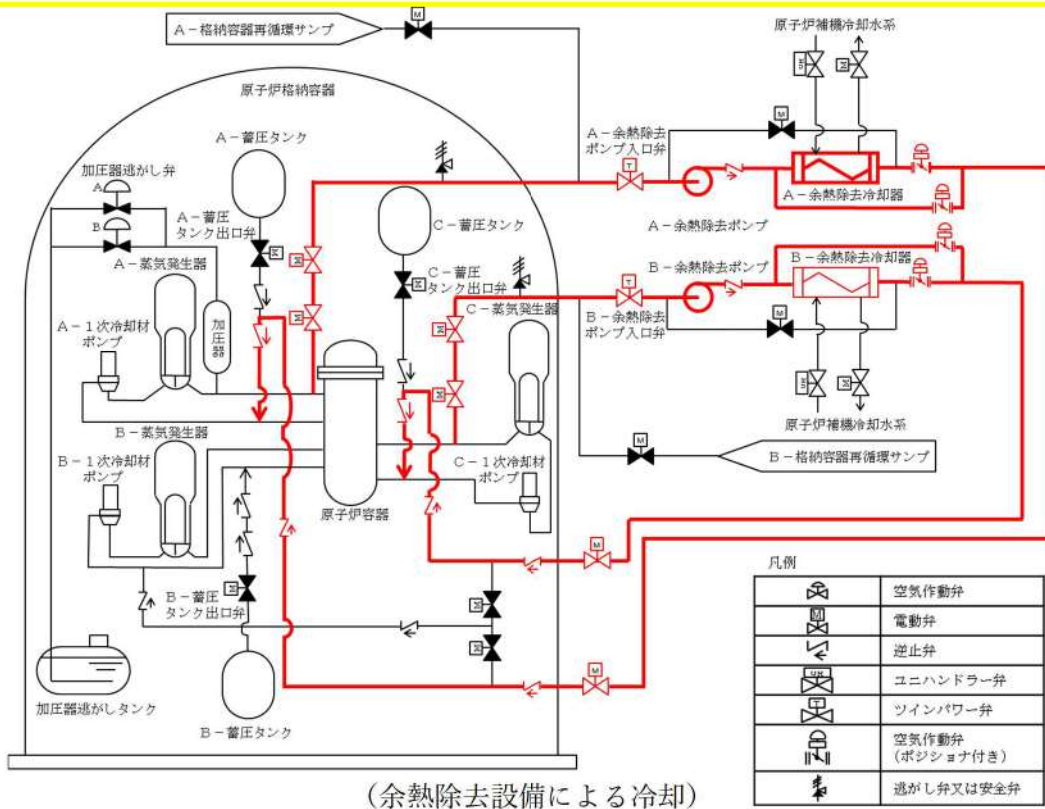 A－格納容器再循環サンプ
M
原子炉補機冷却水系
原子炉格納容器
A－蓄圧タンク
加圧器逃がし弁
A
B
A－蓄圧
タンク出口弁
C－蓄圧タンク
C－蓄圧
タンク出口弁
A－蒸気発生器
C－蒸気発生器
A－1次冷却材
ポンプ
加圧器
A－余熱除去
ポンプ入口弁
T
M
UH
M
A－余熱除去冷却器
A－余熱除去ポンプ
B－余熱除去ポンプ
B－余熱除去冷却器
T
B－余熱除去
ポンプ入口弁
M
UH
M
原子炉補機冷却水系
M
B－格納容器再循環サンプ
B－蒸気発生器
B－1次冷却材
ポンプ
C－1次冷却材
ポンプ
原子炉容器
M
M
M
M
M
M
B－蓄圧
タンク出口弁
M
M
M
M
M
加圧器逃がしタンク
B－蓄圧タンク
凡例
空気作動弁
M
電動弁
逆止弁
UH
ユニハンドラー弁
T
ツインパワー弁
空気作動弁
(ポジショナ付き)
逃がし弁又は安全弁
(余熱除去設備による冷却)